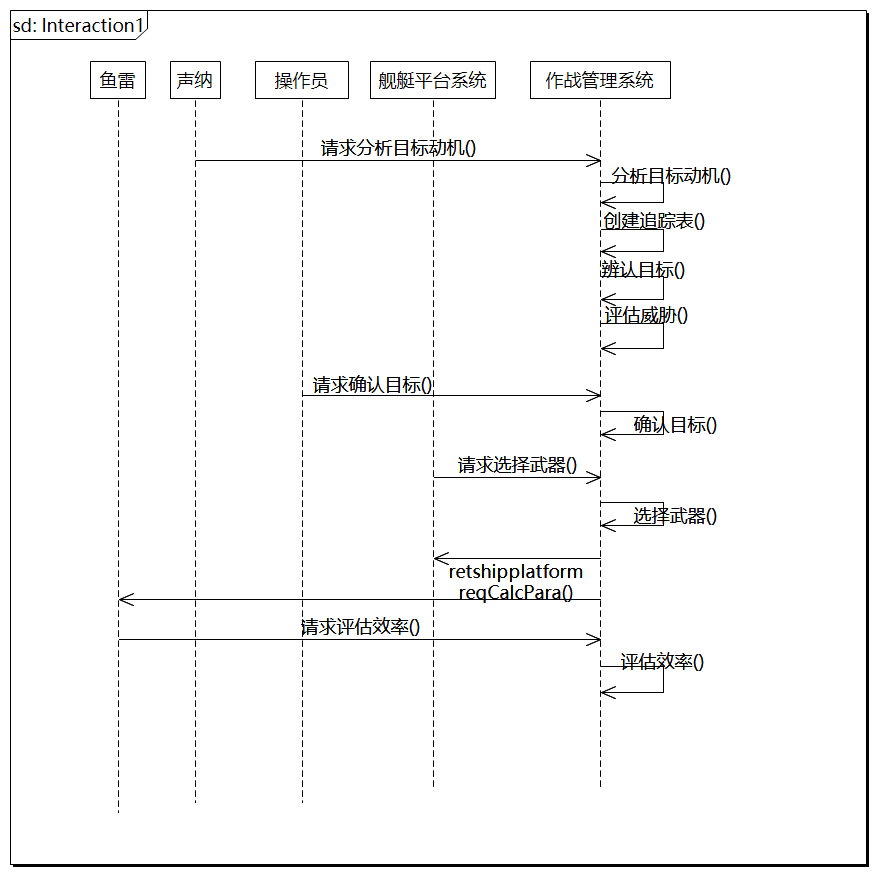 sd: Interaction1
鱼雷
声纳
操作员
舰艇平台系统
作战管理系统
请求分析目标动机()
分析目标动机()
创建追踪表()
辨认目标()
评估威胁()
请求确认目标()
确认目标()
请求选择武器()
选择武器()
retshipplatform
reqCalcPara()
请求评估效率()
评估效率()